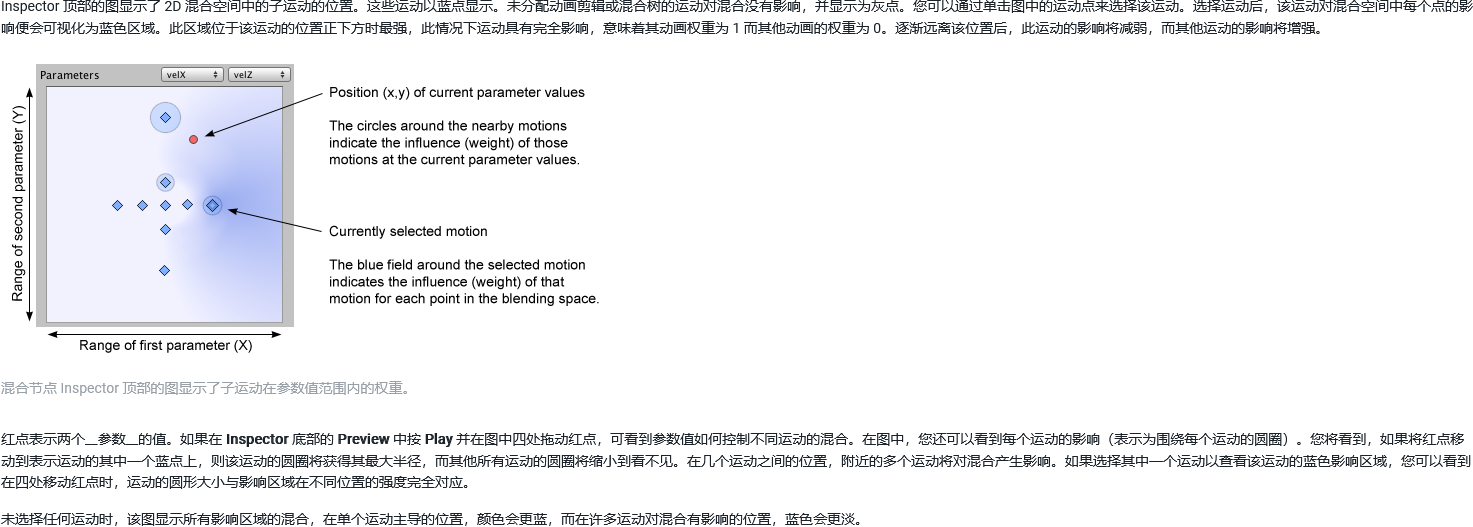 Inspector 顶部的图显示了 2D 混合空间中的子运动的位置。这些运动以蓝点显示。未分配动画剪辑或混合树的运动对混合没有影响，并显示为灰点。您可以通过单击图中的运动点来选择该运动。选择运动后，该运动对混合空间中每个点的影
响便会可视化为蓝色区域。此区域位于该运动的位置正下方时最强，此情况下运动具有完全影响，意味着其动画权重为 1 而其他动画的权重为 0。逐渐远离该位置后，此运动的影响将减弱，而其他运动的影响将增强。
Parameters
velX
velZ
Range of second parameter (Y)
Position (x,y) of current parameter values
The circles around the nearby motions
indicate the influence (weight) of those
motions at the current parameter values.
Currently selected motion
The blue field around the selected motion
indicates the influence (weight) of that
motion for each point in the blending space.
Range of first parameter (X)
混合节点 Inspector 顶部的图显示了子运动在参数值范围内的权重。
红点表示两个__参数__的值。如果在 Inspector 底部的 Preview 中按 Play 并在图中四处拖动红点，可看到参数值如何控制不同运动的混合。在图中，您还可以看到每个运动的影响（表示为围绕每个运动的圆圈）。您将看到，如果将红点移
动到表示运动的其中一个蓝点上，则该运动的圆圈将获得其最大半径，而其他所有运动的圆圈将缩小到看不见。在几个运动之间的位置，附近的多个运动将对混合产生影响。如果选择其中一个运动以查看该运动的蓝色影响区域，您可以看到
在四处移动红点时，运动的圆形大小与影响区域在不同位置的强度完全对应。
未选择任何运动时，该图显示所有影响区域的混合，在单个运动主导的位置，颜色会更蓝，而在许多运动对混合有影响的位置，蓝色会更淡。